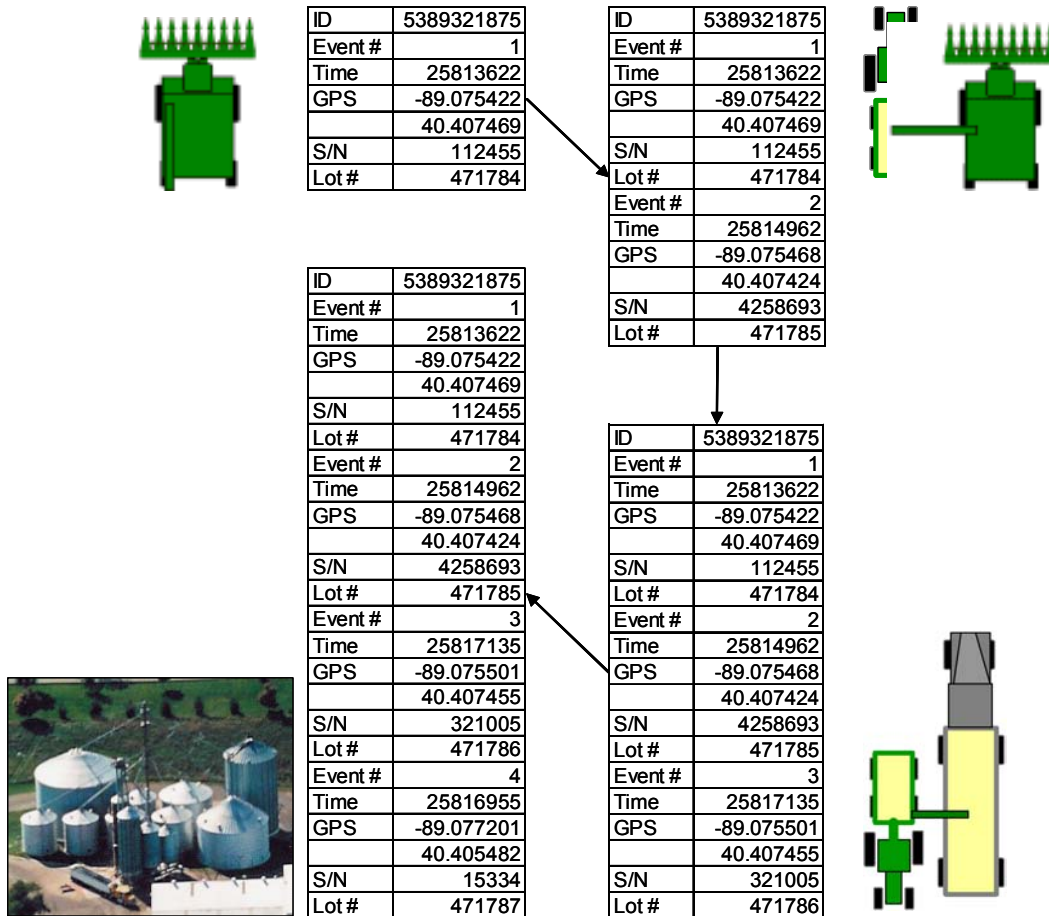 ID 5389321875
Event # 1
Time 25813622
GPS -89.075422
40.407469
S/N 112455
Lot # 471784
ID 5389321875
Event # 1
Time 25813622
GPS -89.075422
40.407469
S/N 112455
Lot # 471784
Event # 2
Time 25814962
GPS -89.075468
40.407424
S/N 4258693
Lot # 471785
ID 5389321875
Event # 1
Time 25813622
GPS -89.075422
40.407469
S/N 112455
Lot # 471784
Event # 2
Time 25814962
GPS -89.075468
40.407424
S/N 4258693
Lot # 471785
Event # 3
Time 25817135
GPS -89.075501
40.407455
S/N 321005
Lot # 471786
Event # 4
Time 25816955
GPS -89.077201
40.405482
S/N 15334
Lot # 471787
ID 5389321875
Event # 1
Time 25813622
GPS -89.075422
40.407469
S/N 112455
Lot # 471784
Event # 2
Time 25814962
GPS -89.075468
40.407424
S/N 4258693
Lot # 471785
Event # 3
Time 25817135
GPS -89.075501
40.407455
S/N 321005
Lot # 471786